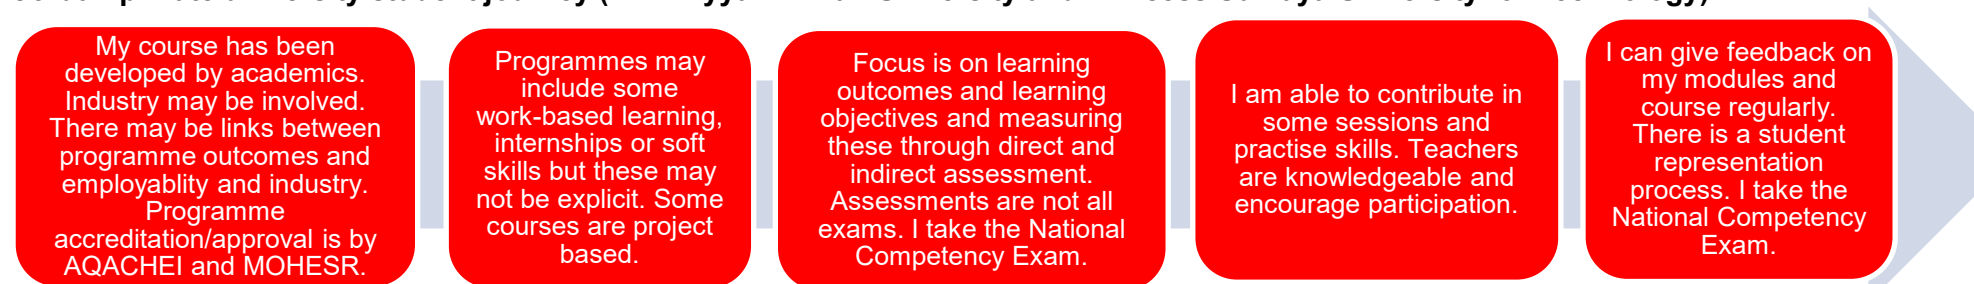 My course has been
developed by academics.
Industry may be involved.
There may be links between
programme outcomes and
employablity and industry.
Programme
accreditation/approval is by
AQACHEI and MOHESR.
Programmes may
include some
work-based learning,
internships or soft
skills but these may
not be explicit. Some
courses are project
based.
Focus is on learning
outcomes and learning
objectives and measuring
these through direct and
indirect assessment.
Assessments are not all
exams. I take the National
Competency Exam.
I am able to contribute in
some sessions and
practise skills. Teachers
are knowledgeable and
encourage participation.
I can give feedback on
my modules and
course regularly.
There is a student
representation
process. I take the
National Competency
Exam.